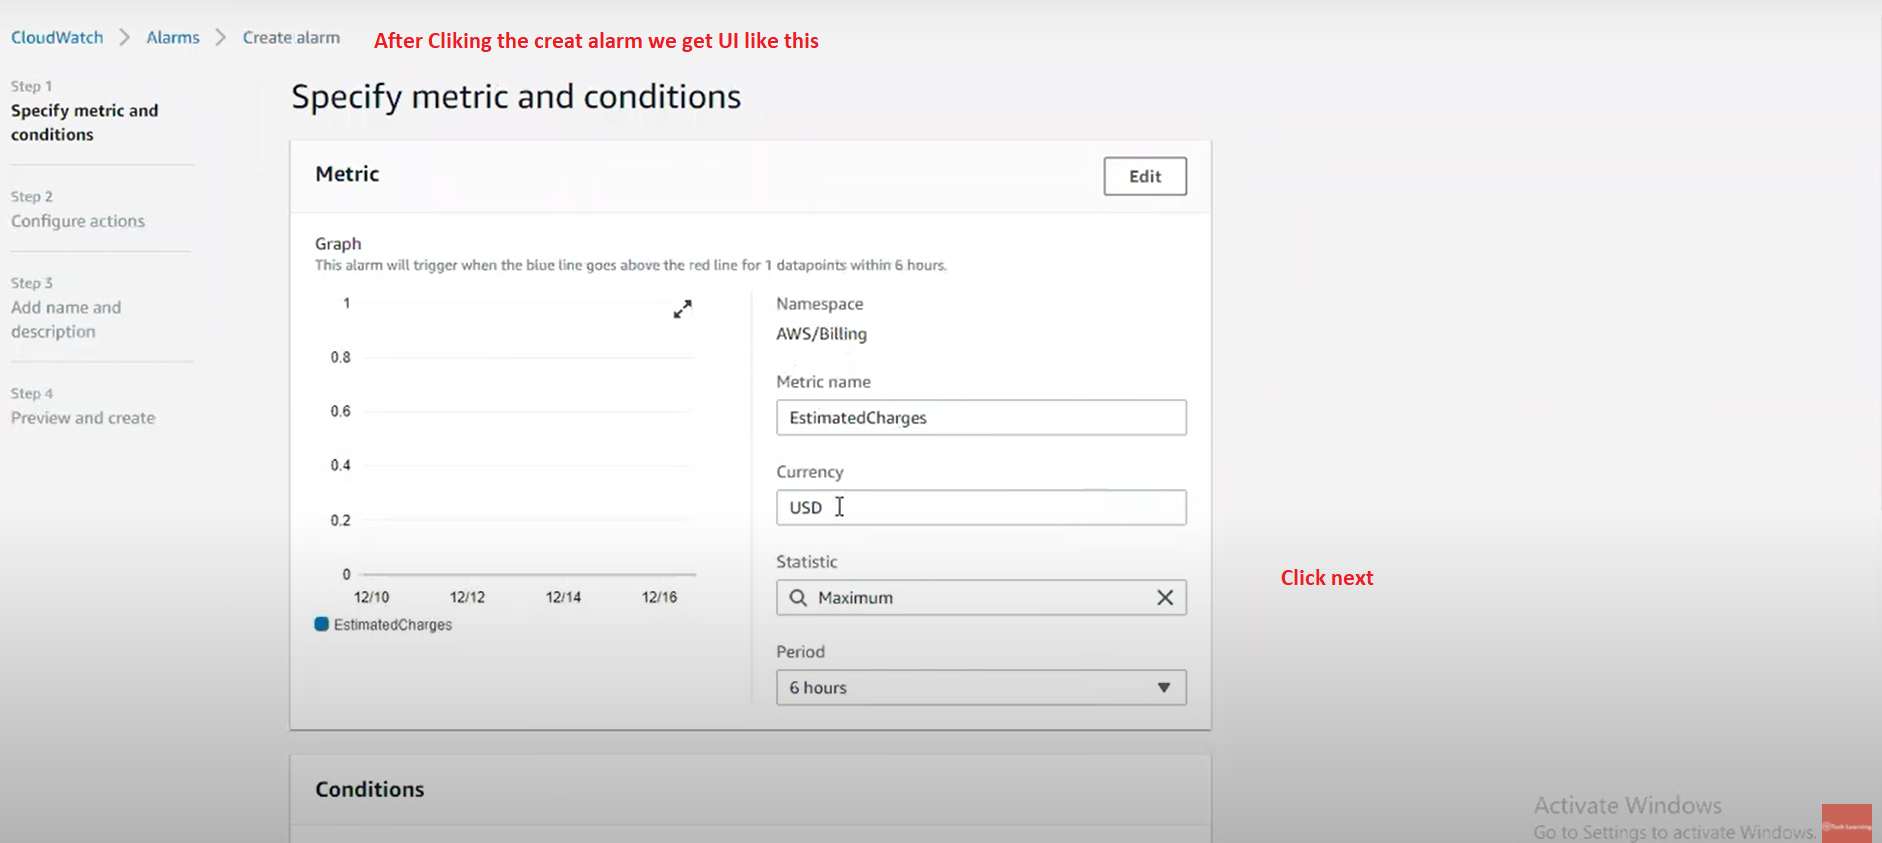 CloudWatch > Alarms > Create alarm
After Cliking the creat alarm we get UI like this
Step 1
Specify metric and
conditions
Step 2
Configure actions
Step 3
Add name and
description
Step 4
Preview and create
Specify metric and conditions
Metric
Edit
Graph
This alarm will trigger when the blue line goes above the red line for 1 datapoints within 6 hours.
1
0.8
0.6
0.4
0.2
0
12/10 12/12 12/14 12/16
EstimatedCharges
Namespace
AWS/Billing
Metric name
EstimatedCharges
Currency
USD
Statistic
Maximum
Period
6 hours
Click next
Conditions
Activate Windows
Go to Settings to activate Windows.
Tech Learning